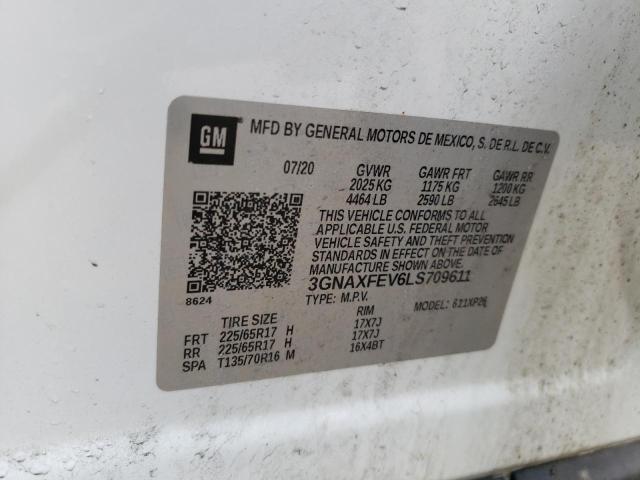 GM MFD BY GENERAL MOTORS DE MEXICO, S. DE R.L. DE C.V.
07/20 GVWR GAWR FRT GAWR RR
2025 KG 1175 KG 1200 KG
4464 LB 2590 LB 2645 LB
THIS VEHICLE CONFORMS TO ALL
APPLICABLE U.S. FEDERAL MOTOR
VEHICLE SAFETY AND THEFT PREVENTION
STANDARDS IN EFFECT ON THE DATE OF
MANUFACTURE SHOWN ABOVE.
3GNAXFEV6LS709611
8624 TYPE: M.P.V. MODEL: 621XP26
TIRE SIZE RIM
FRT 225/65R17 H 17X7J
RR 225/65R17 H 17X7J
SPA T135/70R16 M 16X4BT